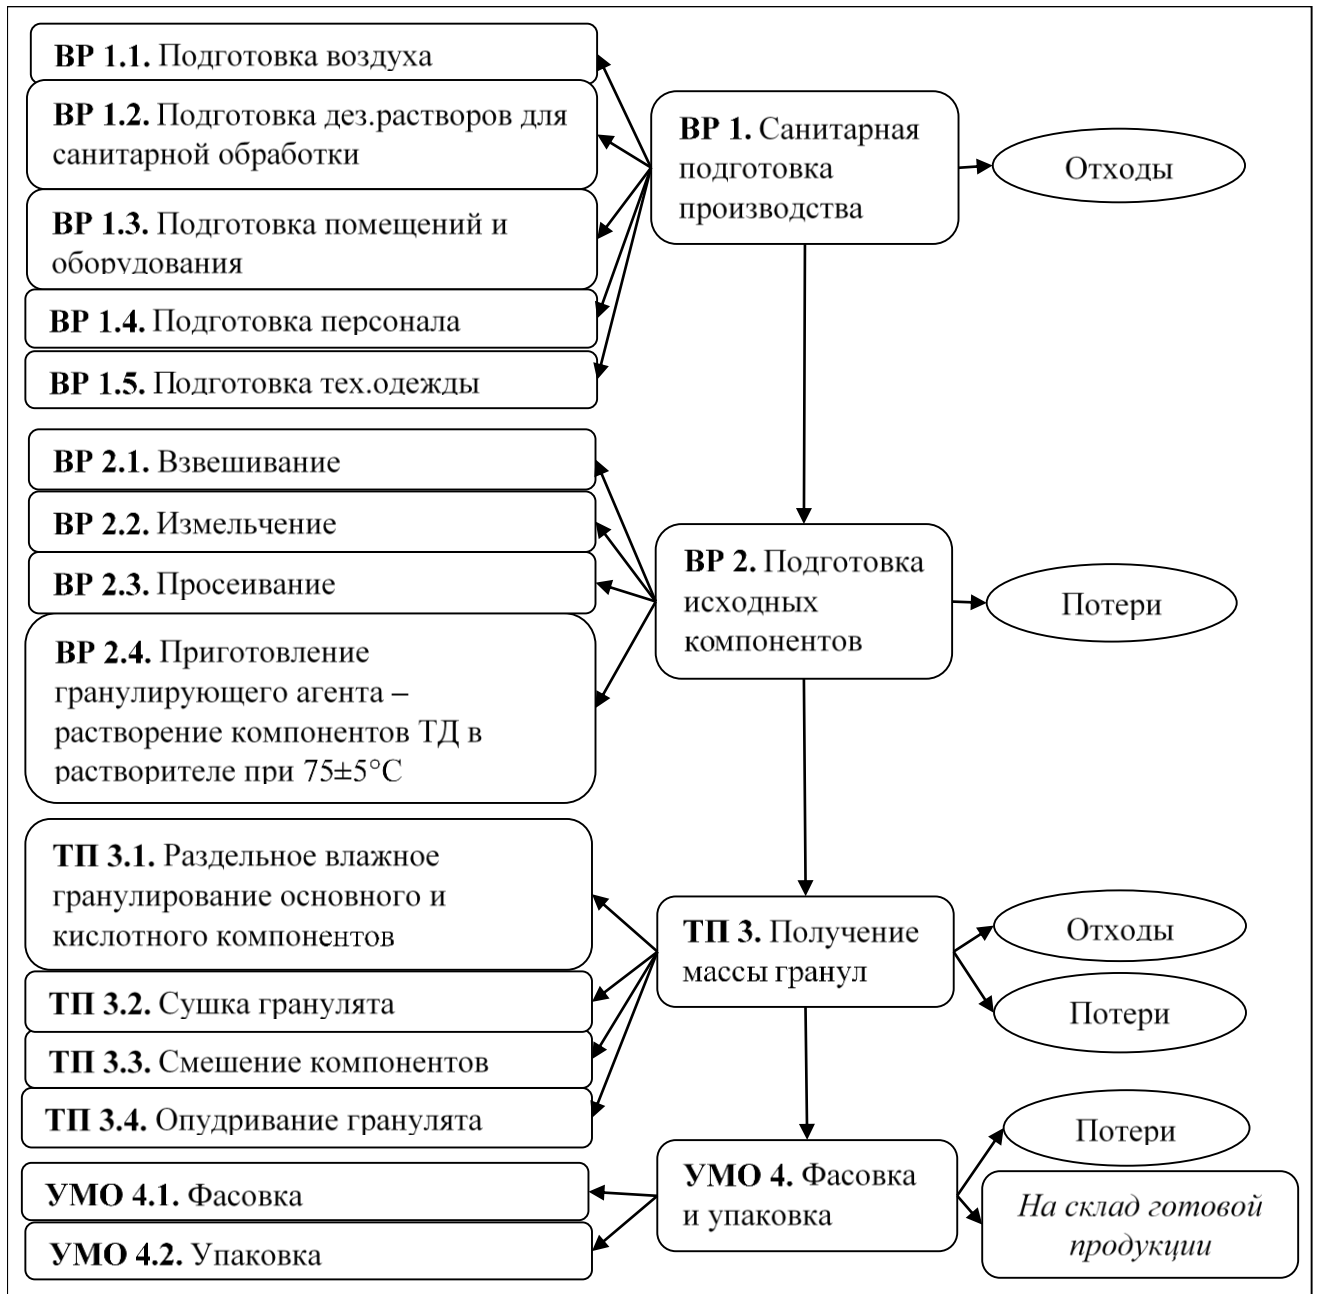 ВР 1.1. Подготовка воздуха
ВР 1.2. Подготовка дез.растворов для
санитарной обработки
ВР 1.3. Подготовка помещений и
оборудования
ВР 1.4. Подготовка персонала
ВР 1.5. Подготовка тех.одежды
ВР 1. Санитарная
подготовка
производства
Отходы
ВР 2.1. Взвешивание
ВР 2.2. Измельчение
ВР 2.3. Просеивание
ВР 2.4. Приготовление
гранулирующего агента –
растворение компонентов ТД в
растворителе при 75±5°С
ВР 2. Подготовка
исходных
компонентов
Потери
ТП 3.1. Раздельное влажное
гранулирование основного и
кислотного компонентов
ТП 3.2. Сушка гранулята
ТП 3.3. Смешение компонентов
ТП 3.4. Опудривание гранулята
ТП 3. Получение
массы гранул
Отходы
Потери
УМО 4.1. Фасовка
УМО 4.2. Упаковка
УМО 4. Фасовка
и упаковка
Потери
На склад готовой
продукции